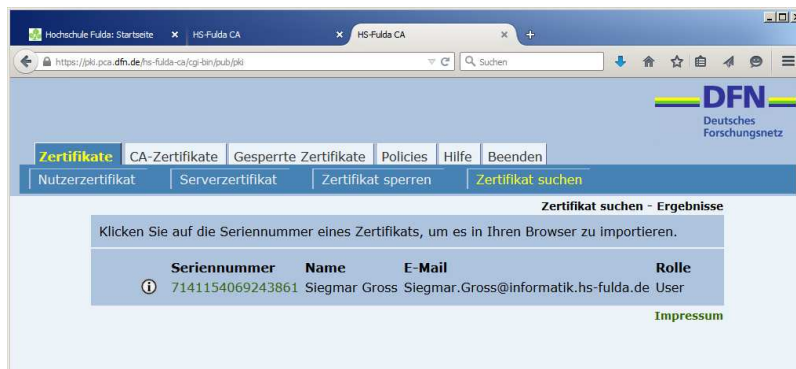 Hochschule Fulda: Startseite × HS-Fulda CA × HS-Fulda CA × +
https://pki.pca.dfn.de/hs-fulda-ca/cgi-bin/pub/pki Suchen
DFN
Deutsches
Forschungsnetz
Zertifikate CA-Zertifikate Gesperrte Zertifikate Policies Hilfe Beenden
Nutzerzertifikat Serverzertifikat Zertifikat sperren Zertifikat suchen
Zertifikat suchen - Ergebnisse
Klicken Sie auf die Seriennummer eines Zertifikats, um es in Ihren Browser zu importieren.
Seriennummer Name E-Mail Rolle
7141154069243861 Siegmar Gross Siegmar.Gross@informatik.hs-fulda.de User
Impressum